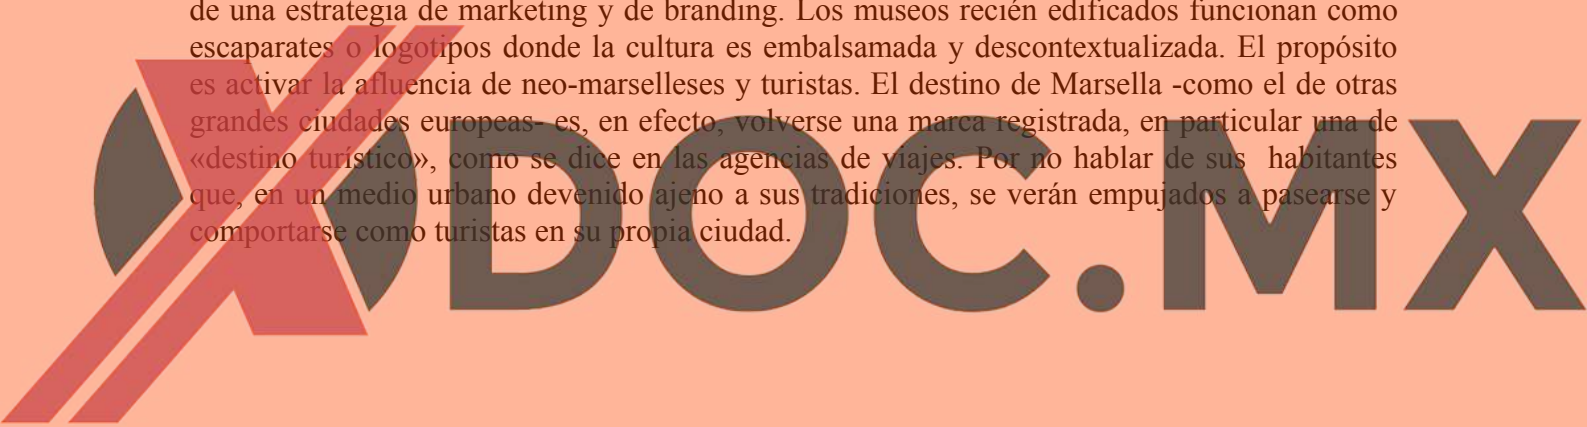 de una estrategia de marketing y de branding. Los museos recién edificados funcionan como
escaparates o logotipos donde la cultura es embalsamada y descontextualizada. El propósito
es activar la afluencia de neo-marselleses y turistas. El destino de Marsella -como el de otras
grandes ciudades europeas- es, en efecto, volverse una marca registrada, en particular una de
«destino turístico», como se dice en las agencias de viajes. Por no hablar de sus habitantes
que, en un medio urbano devenido ajeno a sus tradiciones, se verán empujados a pasearse y
comportarse como turistas en su propia ciudad.
XDOC.MX